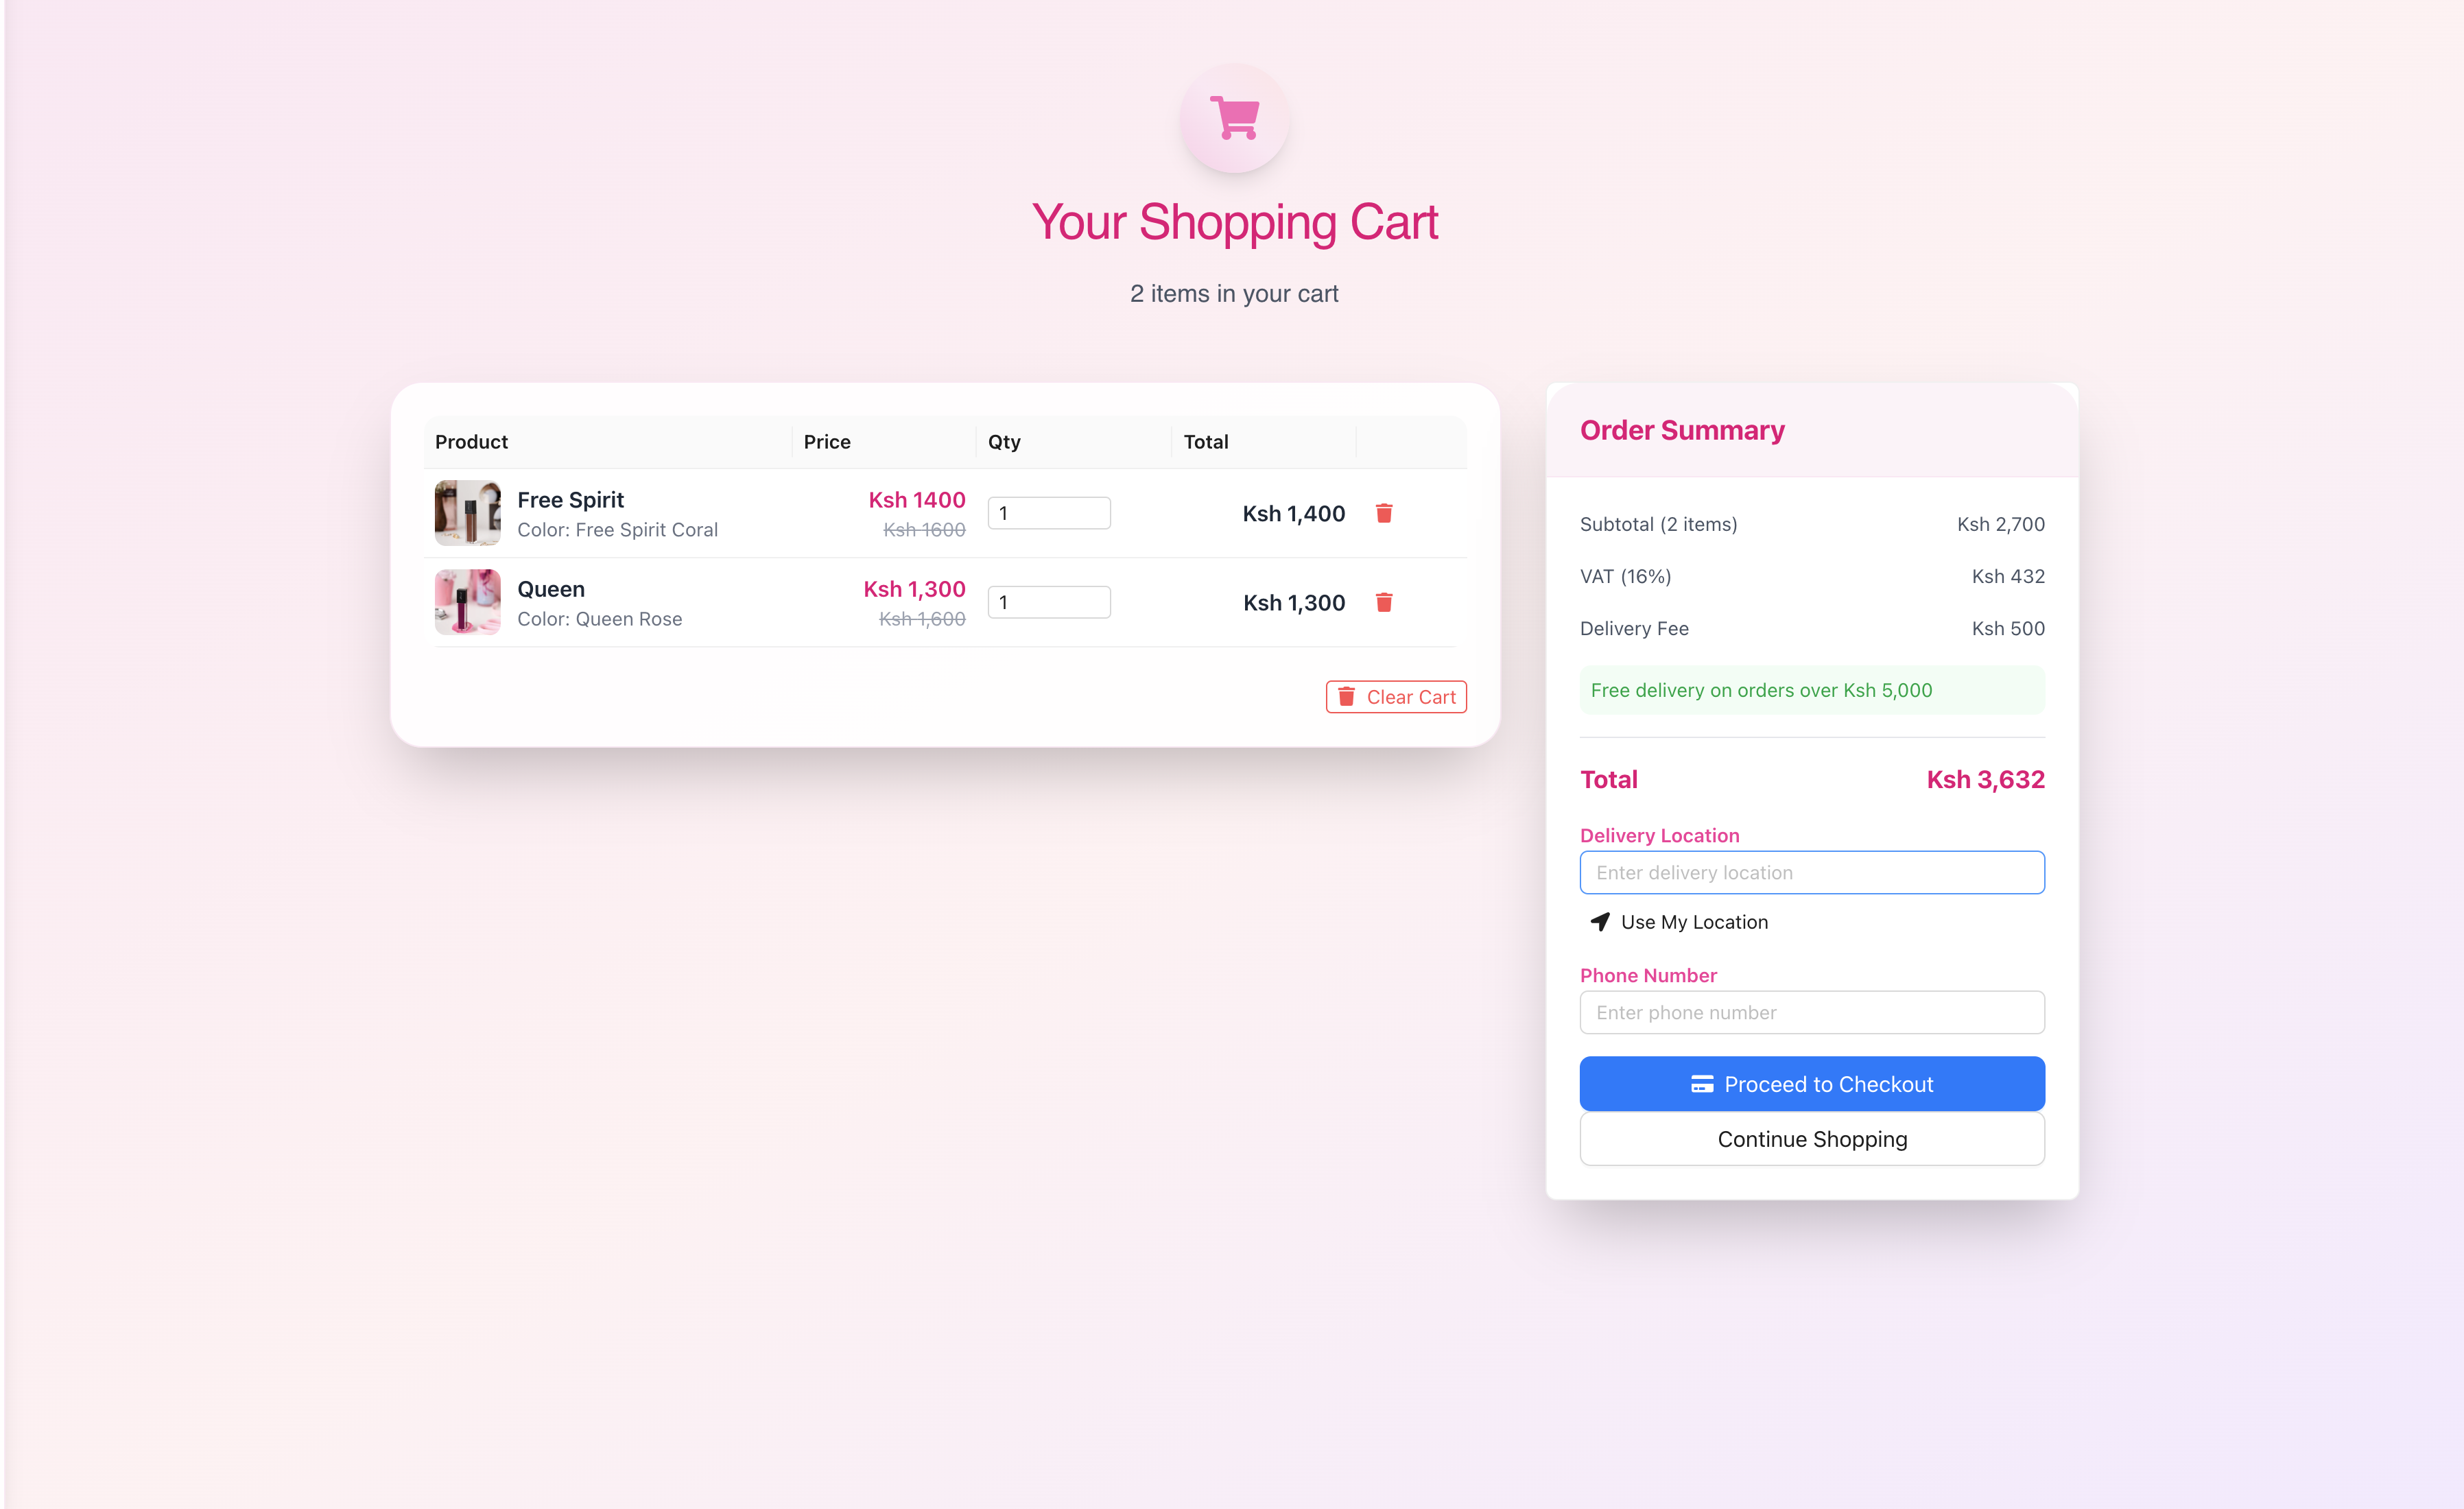 Your Shopping Cart
2 items in your cart
Product Price Qty Total
Free Spirit Ksh 1400 1 Ksh 1,400
Color: Free Spirit Coral Ksh 1600
Queen Ksh 1,300 1 Ksh 1,300
Color: Queen Rose Ksh 1,600
Clear Cart
Order Summary
Subtotal (2 items) Ksh 2,700
VAT (16%) Ksh 432
Delivery Fee Ksh 500
Free delivery on orders over Ksh 5,000
Total Ksh 3,632
Delivery Location
Enter delivery location
Use My Location
Phone Number
Enter phone number
Proceed to Checkout
Continue Shopping